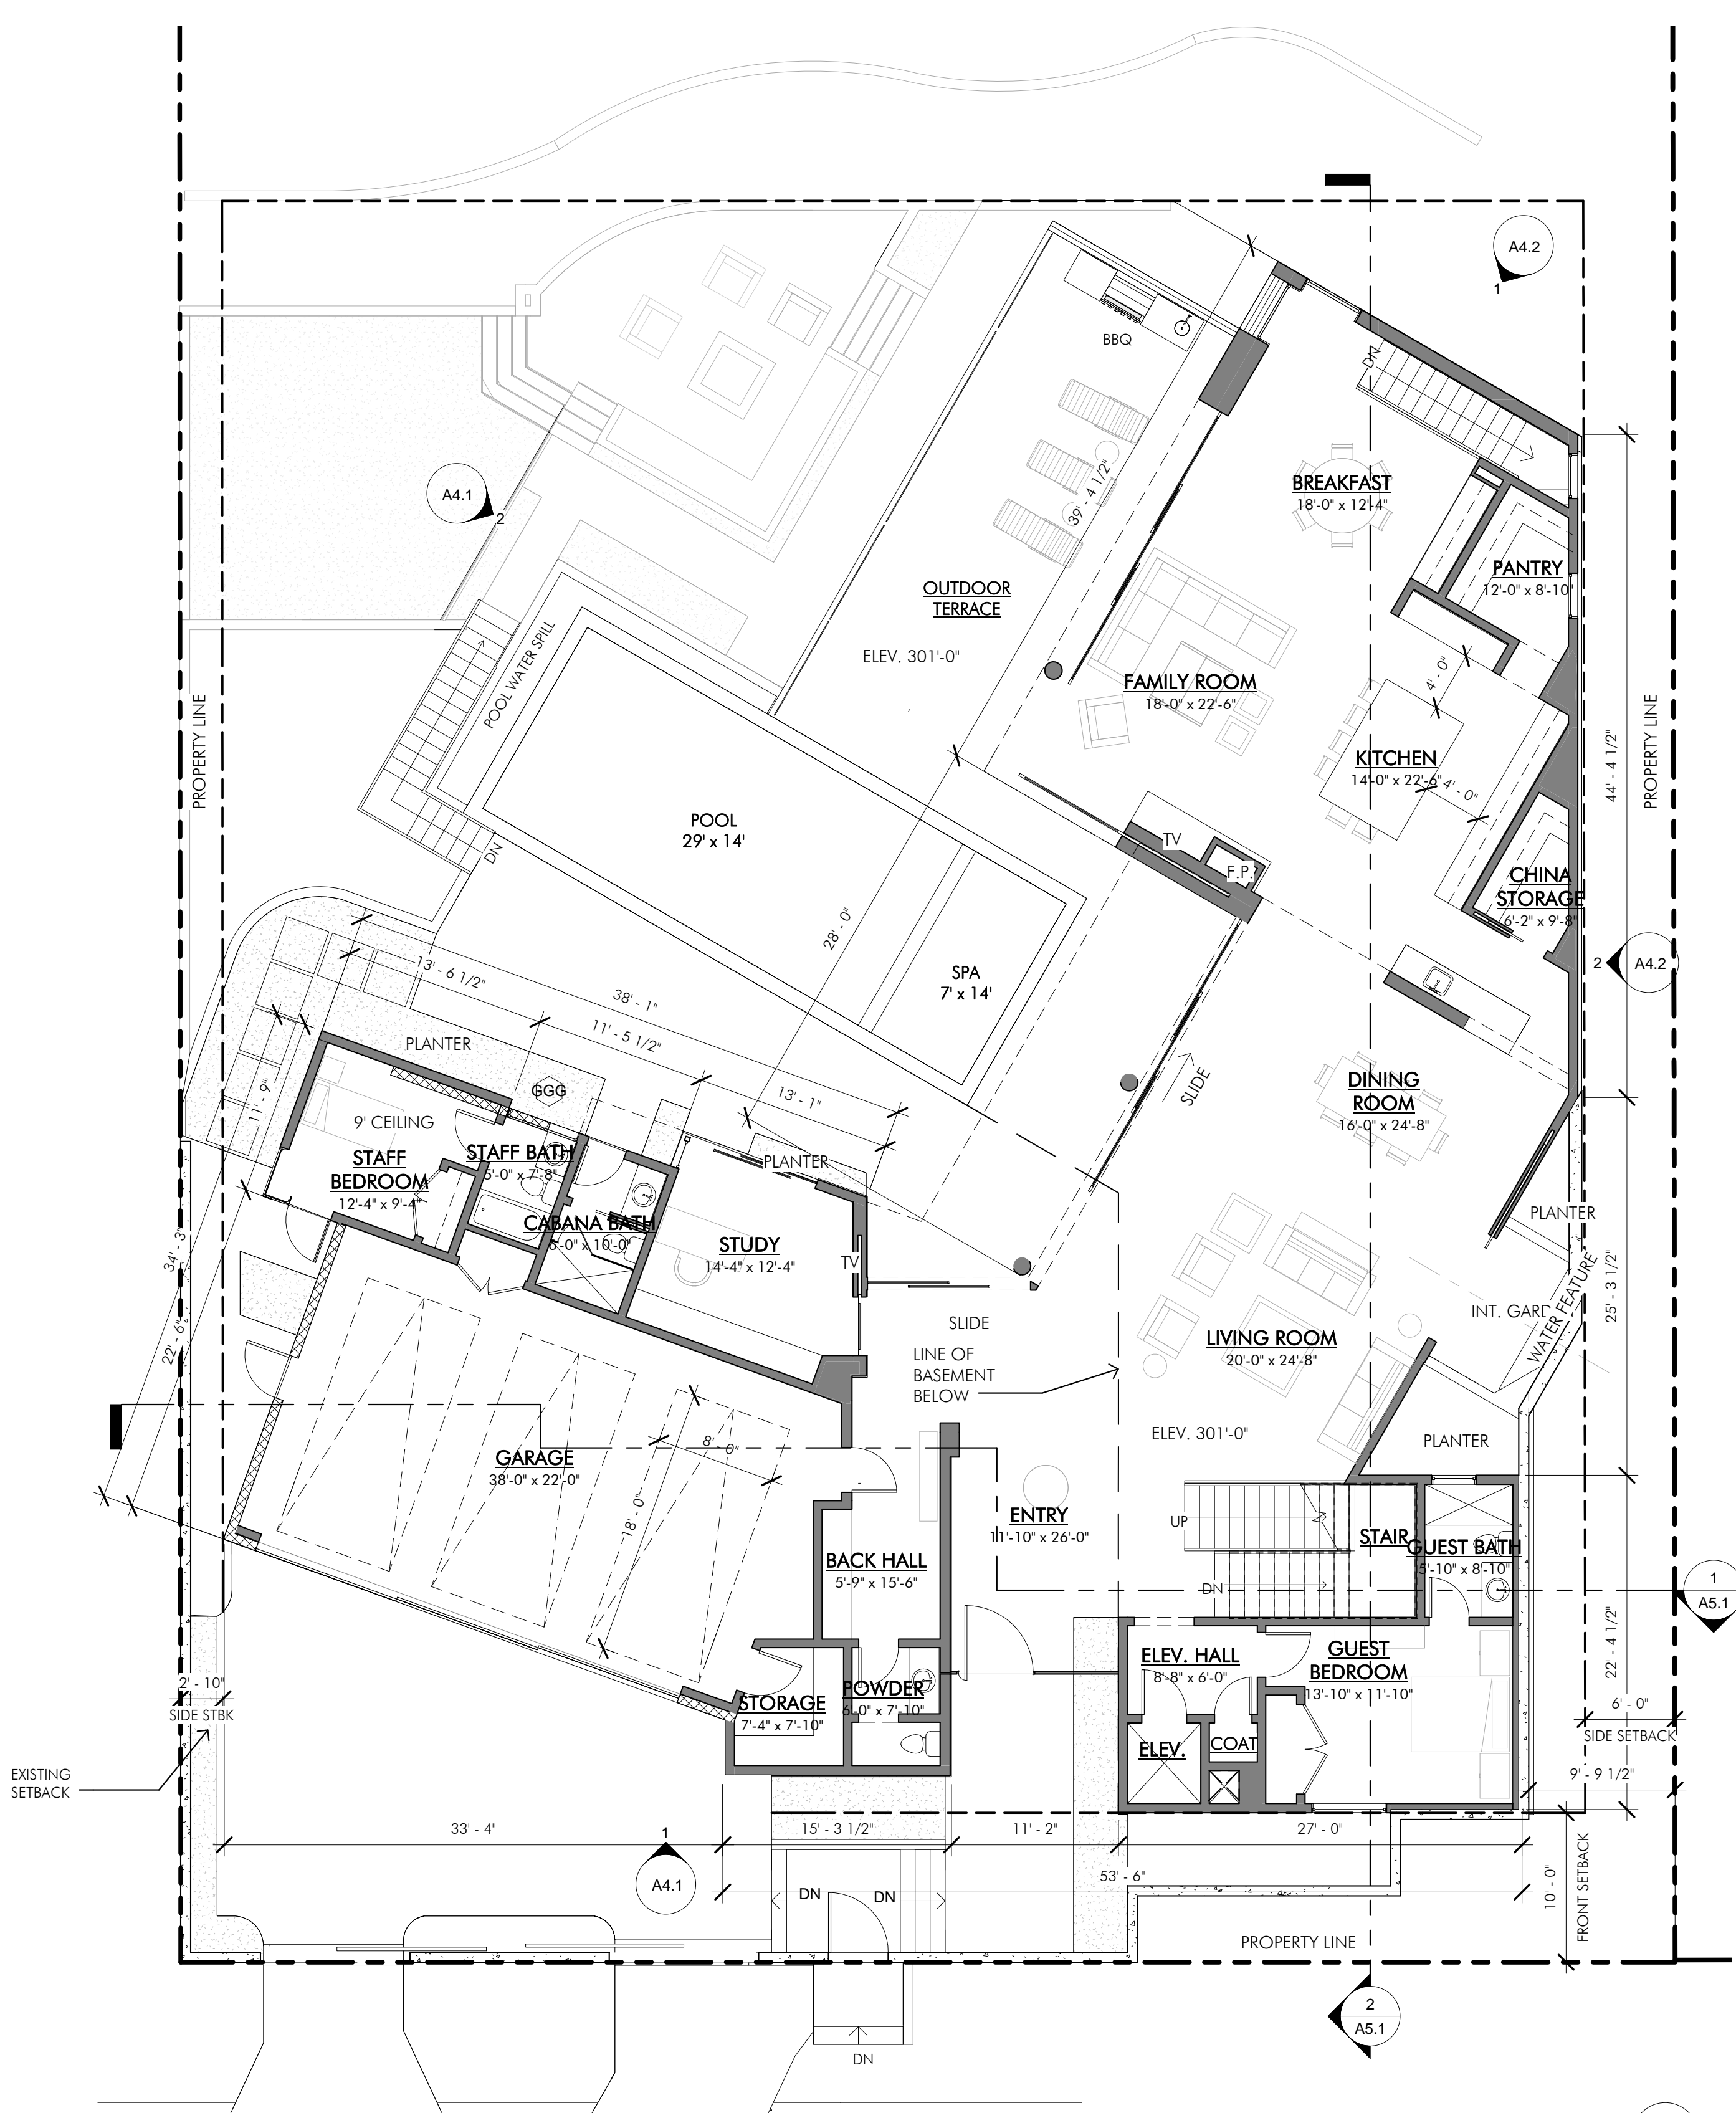 A4.2
1
BBQ
DN
A4.1
2
39' - 4 1/2"
BREAKFAST
18'-0" x 12'-4"
PANTRY
12'-0" x 8'-10"
OUTDOOR
TERRACE
ELEV. 301'-0"
POOL WATER SPILL
FAMILY ROOM
18'-0" x 22'-6"
4' - 0"
KITCHEN
14'-0" x 22'-6"
4' - 0"
PROPERTY LINE
44' - 4 1/2"
PROPERTY LINE
POOL
29' x 14'
DN
TV
F.P.
CHINA
STORAGE
6'-2" x 9'-8"
28' - 0"
2
A4.2
SPA
7' x 14'
13' - 6 1/2"
38' - 1"
11' - 5 1/2"
13' - 1"
PLANTER
GGG
11' - 9"
9' CEILING
STAFF
BEDROOM
12'-4" x 9'-4"
STAFF BATH
5'-0" x 7'-8"
CABANA BATH
6'-0" x 10'-0"
PLANTER
STUDY
14'-4" x 12'-4"
TV
SLIDE
DINING
ROOM
16'-0" x 24'-8"
PLANTER
34' - 3"
22' - 6"
25' - 3 1/2"
INT. GARD
WATER FEATURE
SLIDE
LINE OF
BASEMENT
BELOW
LIVING ROOM
20'-0" x 24'-8"
ELEV. 301'-0"
PLANTER
GARAGE
38'-0" x 22'-0"
8' - 0"
18' - 0"
ENTRY
11'-10" x 26'-0"
UP
STAIR
GUEST BATH
5'-10" x 8'-10"
BACK HALL
5'-9" x 15'-6"
DN
1
A5.1
22' - 4 1/2"
ELEV. HALL
8'-8" x 6'-0"
GUEST
BEDROOM
13'-10" x 11'-10"
2' - 10"
SIDE STBK
STORAGE
7'-4" x 7'-10"
POWDER
6'-0" x 7'-10"
ELEV.
COAT
6' - 0"
SIDE SETBACK
EXISTING
SETBACK
9' - 9 1/2"
33' - 4"
15' - 3 1/2"
11' - 2"
27' - 0"
1
A4.1
53' - 6"
DN
DN
10' - 0"
FRONT SETBACK
PROPERTY LINE
2
A5.1
DN